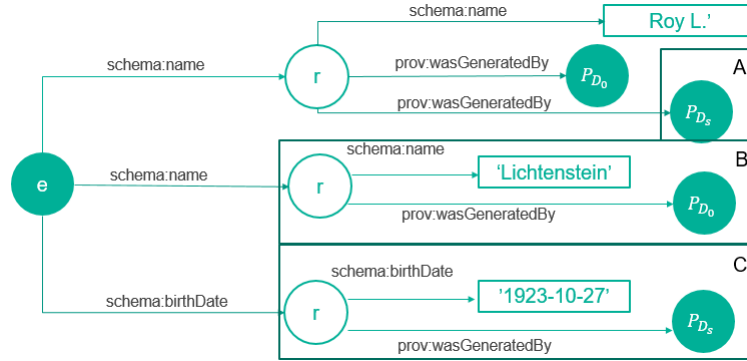 schema:name
Roy L.’
schema:name
r
prov:wasGeneratedBy
P_{D_0}
A
prov:wasGeneratedBy
P_{D_s}
schema:name
B
e
schema:name
r
‘Lichtenstein’
prov:wasGeneratedBy
P_{D_0}
C
schema:birthDate
schema:birthDate
r
’1923-10-27’
P_{D_s}
prov:wasGeneratedBy